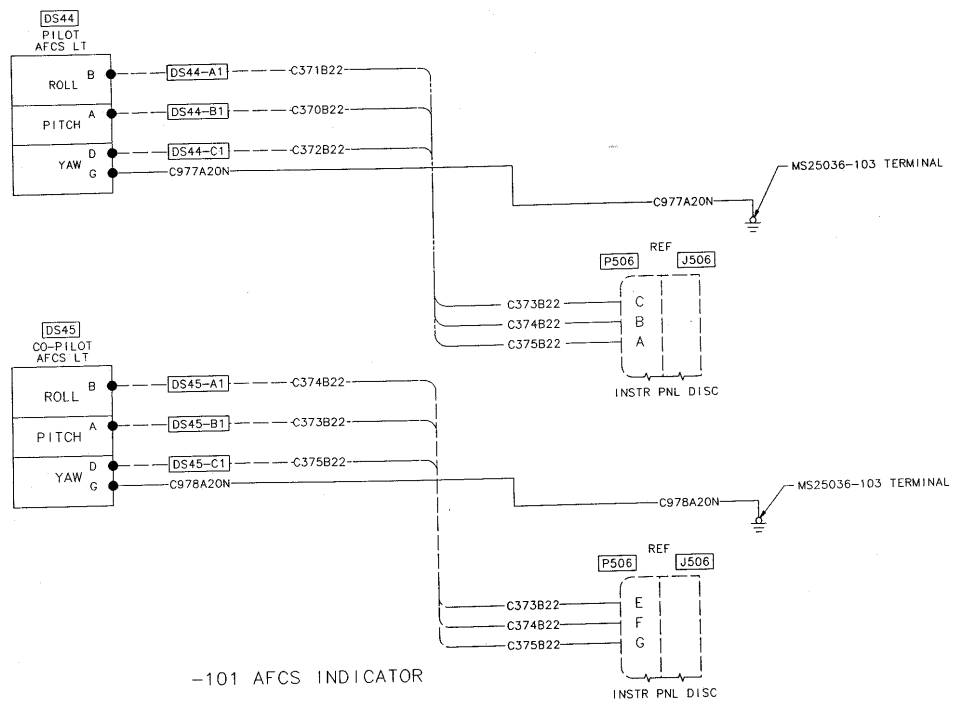 DS44
PILOT
AFCS LT
ROLL B DS44-A1 C371B22
PITCH A DS44-B1 C370B22
YAW D DS44-C1 C372B22
G C977A20N
C977A20N
MS25036-103 TERMINAL
REF
P506 J506
C373B22 C
C374B22 B
C375B22 A
INSTR PNL DISC
DS45
CO-PILOT
AFCS LT
ROLL B DS45-A1 C374B22
PITCH A DS45-B1 C373B22
YAW D DS45-C1 C375B22
G C978A20N
C978A20N
MS25036-103 TERMINAL
REF
P506 J506
C373B22 E
C374B22 F
C375B22 G
INSTR PNL DISC
-101 AFCS INDICATOR